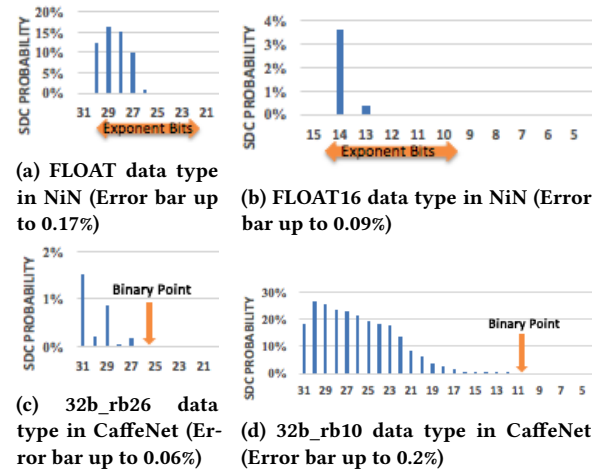 SDC PROBABILITY
20%
15%
10%
5%
0%
31 29 27 25 23 21
Exponent Bits
(a) FLOAT data type
in NiN (Error bar up
to 0.17%)
SDC PROBABILITY
4%
3%
2%
1%
0%
15 14 13 12 11 10 9 8 7 6 5
Exponent Bits
(b) FLOAT16 data type in NiN (Error
bar up to 0.09%)
SDC PROBABILITY
2%
1%
0%
Binary Point
31 29 27 25 23 21
(c) 32b_rb26 data
type in CaffeNet (Er-
ror bar up to 0.06%)
SDC PROBABILITY
30%
20%
10%
0%
Binary Point
31 29 27 25 23 21 19 17 15 13 11 9 7 5
(d) 32b_rb10 data type in CaffeNet
(Error bar up to 0.2%)